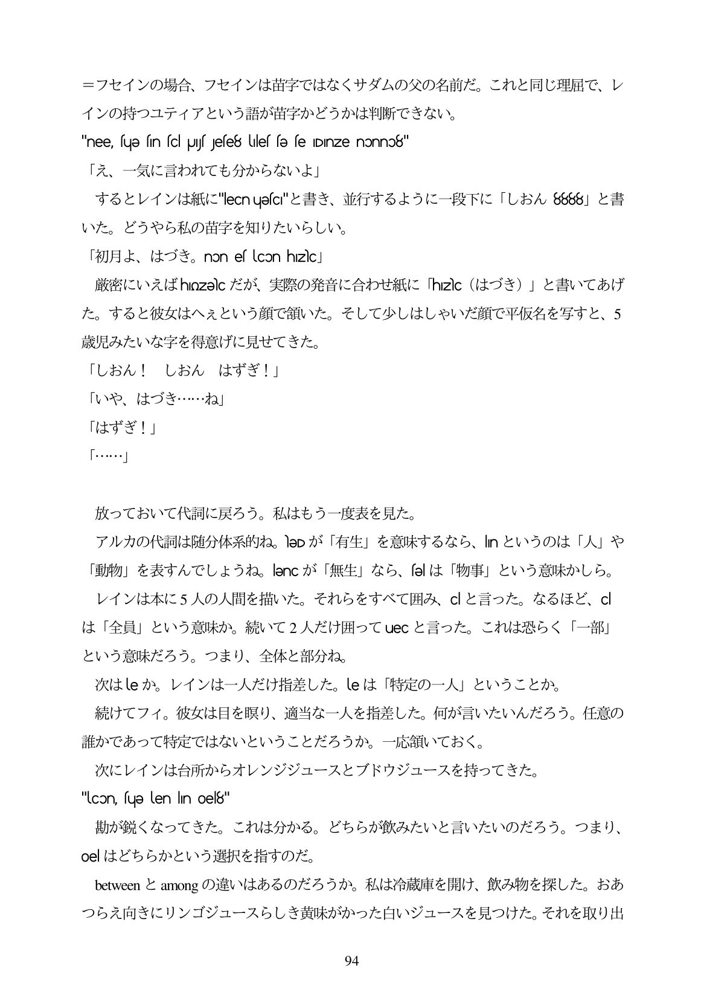 ＝フセインの場合、フセインは苗字ではなくサダムの父の名前だ。これと同じ理屈で、レ
インの持つユティアという語が苗字かどうかは判断できない。
"nee,
「え、一気に言われても分からないよ」
するとレインは紙に"lecn yəſcı"と書き、並行するように一段下に「しおん 8888」と書
いた。どうやら私の苗字を知りたいらしい。
「初月よ、はづき。nɔn eſ lcɔn hızlc」
厳密にいえば だが、実際の発音に合わせ紙に「hızlc（はづき）」と書いてあげ
た。すると彼女はへぇという顔で頷いた。そして少しはしゃいだ顔で平仮名を写すと、5
歳児みたいな字を得意げに見せてきた。
「しおん！　しおん　はずぎ！」
「いや、はづき……ね」
「はずぎ！」
「……」
放っておいて代詞に戻ろう。私はもう一度表を見た。
アルカの代詞は随分体系的ね。 が「有生」を意味するなら、lın というのは「人」や
「動物」を表すんでしょうね。lənc が「無生」なら、ſəl は「物事」という意味かしら。
レインは本に 5 人の人間を描いた。それらをすべて囲み、cl と言った。なるほど、cl
は「全員」という意味か。続いて 2 人だけ囲って uec と言った。これは恐らく「一部」
という意味だろう。つまり、全体と部分ね。
次は le か。レインは一人だけ指差した。le は「特定の一人」ということか。
続けてフィ。彼女は目を瞑り、適当な一人を指差した。何が言いたいんだろう。任意の
誰かであって特定ではないということだろうか。一応頷いておく。
次にレインは台所からオレンジジュースとブドウジュースを持ってきた。
"lcɔn, ſyə len lın oel8"
勘が鋭くなってきた。これは分かる。どちらが飲みたいと言いたいのだろう。つまり、
oel はどちらかという選択を指すのだ。
between と among の違いはあるのだろうか。私は冷蔵庫を開け、飲み物を探した。おあ
つらえ向きにリンゴジュースらしき黄味がかった白いジュースを見つけた。それを取り出
94